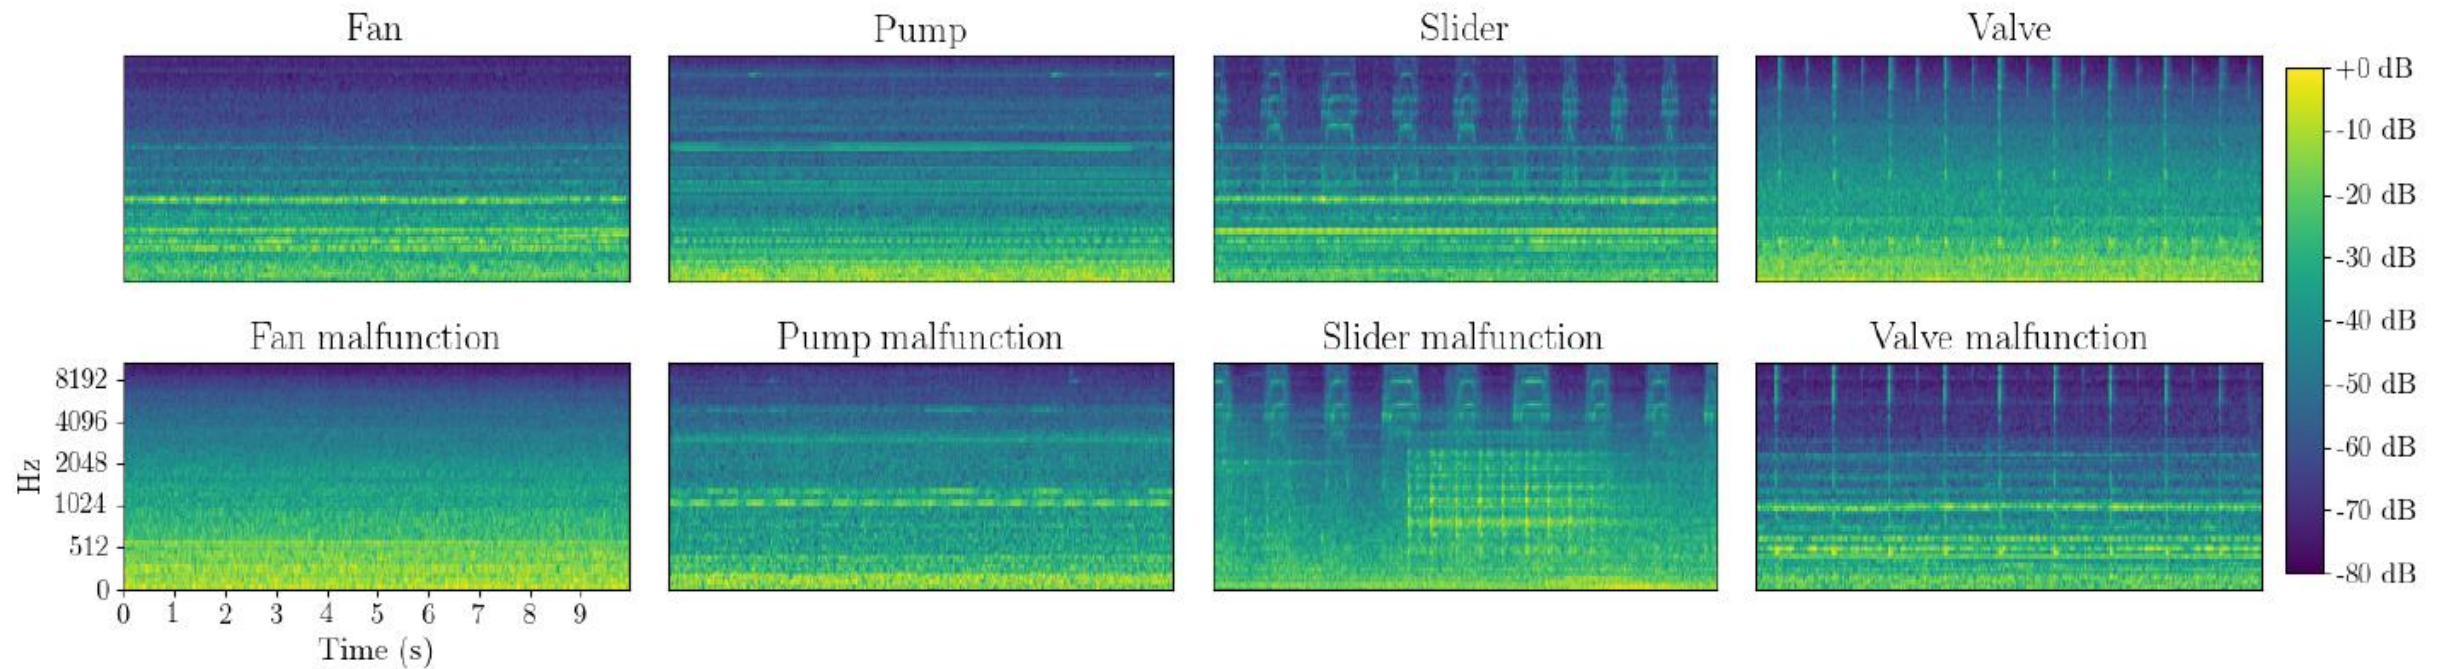 Fan
Pump
Slider
Valve
+0 dB
-10 dB
-20 dB
-30 dB
-40 dB
-50 dB
-60 dB
-70 dB
-80 dB
Fan malfunction
Pump malfunction
Slider malfunction
Valve malfunction
Hz
8192
4096
2048
1024
512
0
0 1 2 3 4 5 6 7 8 9
Time (s)